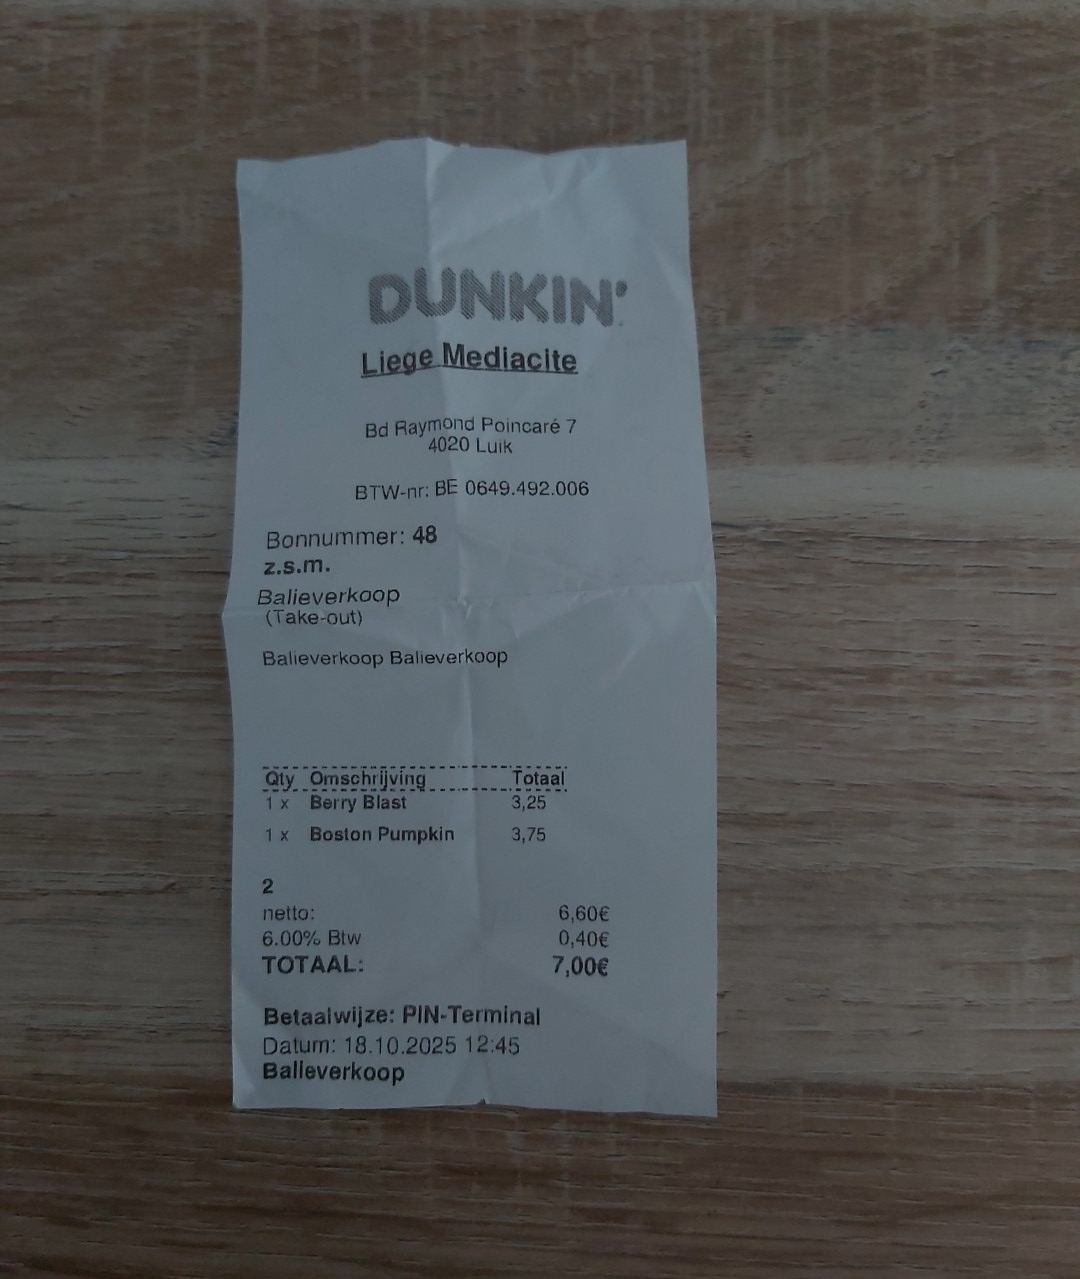 DUNKIN'
Liege Mediacite
Bd Raymond Poincaré 7
4020 Luik
BTW-nr: BE 0649.492.006
Bonnummer: 48
z.s.m.
Balieverkoop
(Take-out)
Balieverkoop Balieverkoop
Qty Omschrijving Totaal
1 x Berry Blast 3,25
1 x Boston Pumpkin 3,75
2
netto: 6,60€
6.00% Btw 0,40€
TOTAAL: 7,00€
Betaalwijze: PIN-Terminal
Datum: 18.10.2025 12:45
Balieverkoop